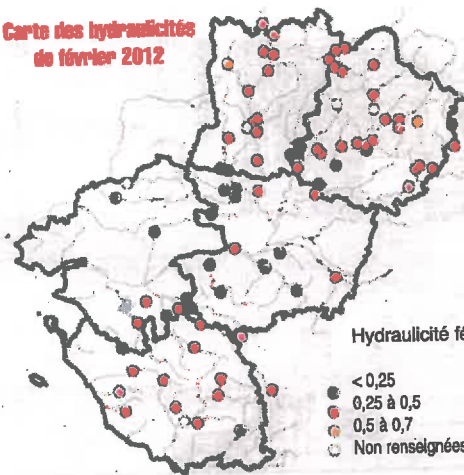 Carte des hydraulicités
de février 2012
Hydraulicité fé
< 0,25
0,25 à 0,5
0,5 à 0,7
Non renseignées